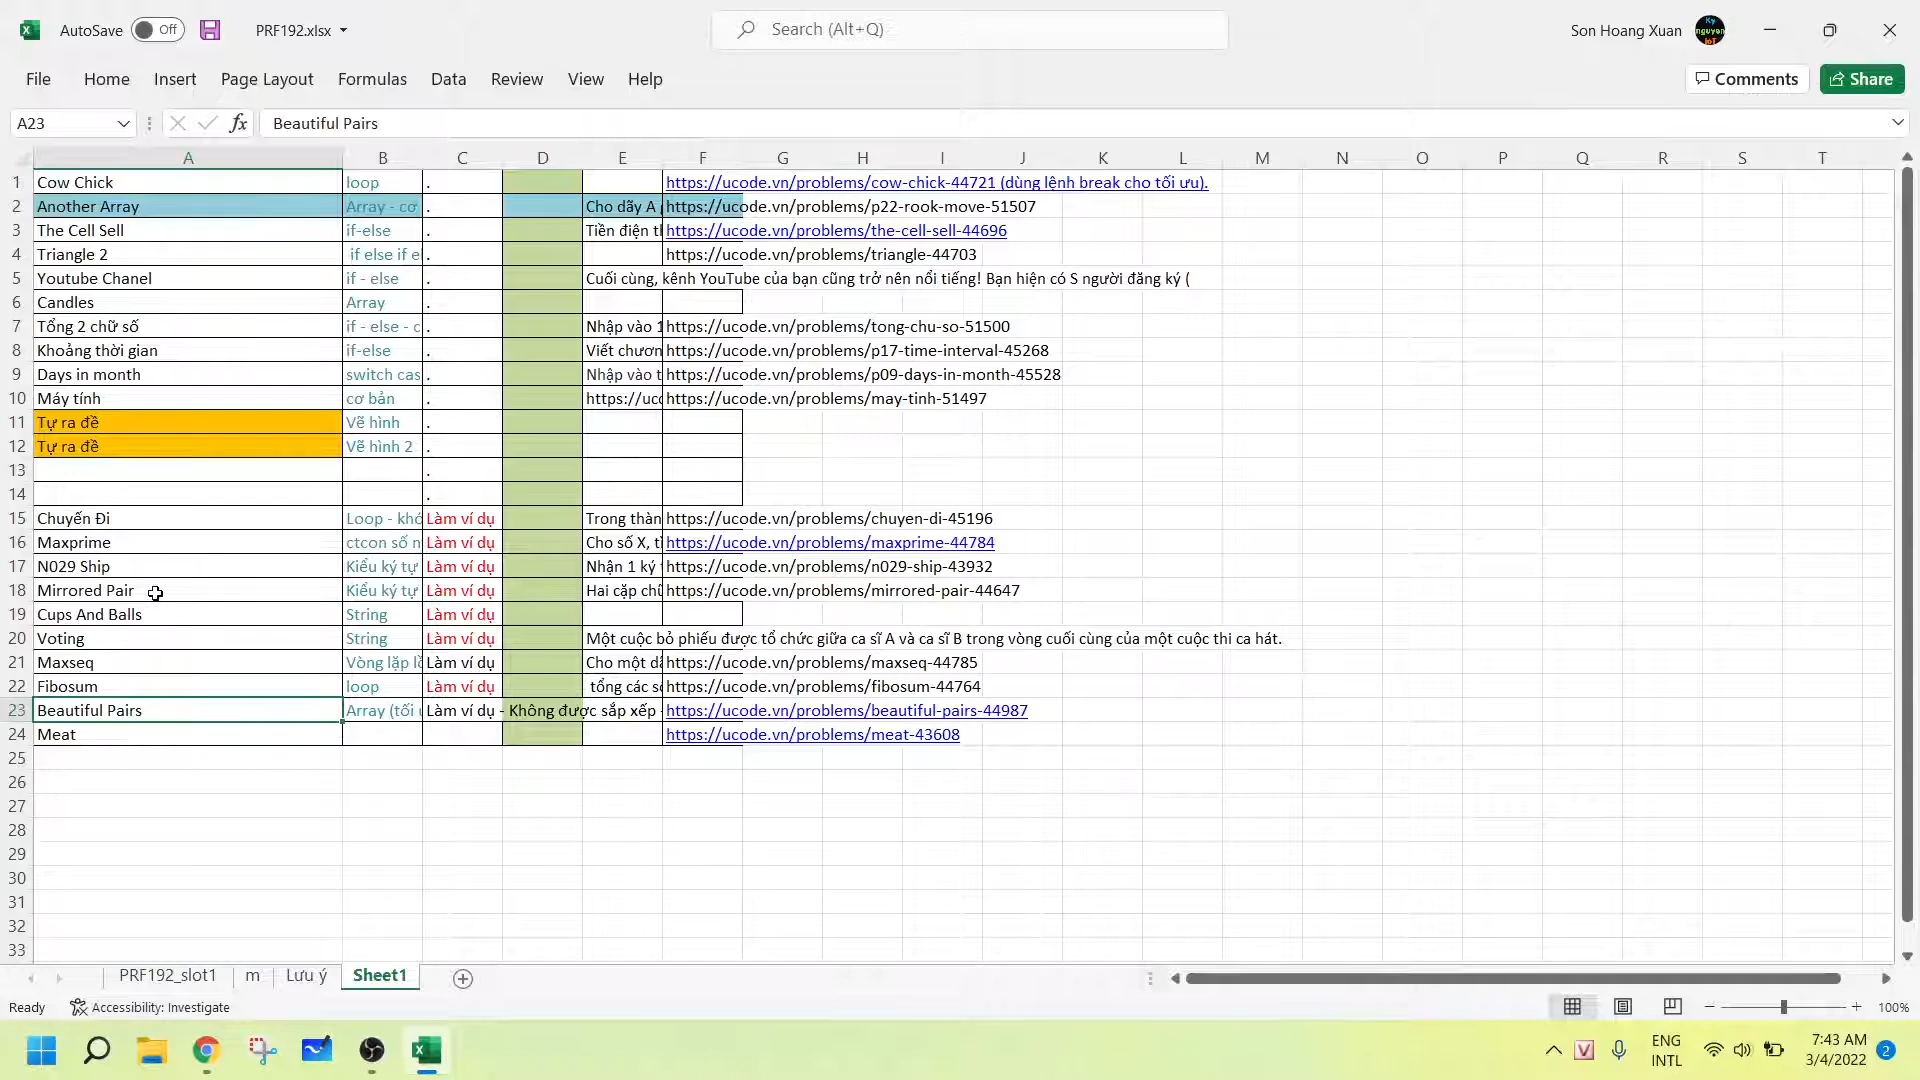 AutoSave Off PRF192.xlsx Search (Alt+Q) Son Hoang Xuan Kỷ nguyen IoT
File Home Insert Page Layout Formulas Data Review View Help Comments Share
A23 fx Beautiful Pairs
A B C D E F G H I J K L M N O P Q R S T
1 Cow Chick loop . https://ucode.vn/problems/cow-chick-44721 (dùng lệnh break cho tối ưu).
2 Another Array Array - cơ . Cho dãy A https://ucode.vn/problems/p22-rook-move-51507
3 The Cell Sell if-else . Tiền điện https://ucode.vn/problems/the-cell-sell-44696
4 Triangle 2 if else if . https://ucode.vn/problems/triangle-44703
5 Youtube Chanel if - else . Cuối cùng, kênh YouTube của bạn cũng trở nên nổi tiếng! Bạn hiện có S người đăng ký (
6 Candles Array .
7 Tổng 2 chữ số if - else - c . Nhập vào 1 https://ucode.vn/problems/tong-chu-so-51500
8 Khoảng thời gian if-else . Viết chươn https://ucode.vn/problems/p17-time-interval-45268
9 Days in month switch cas . Nhập vào t https://ucode.vn/problems/p09-days-in-month-45528
10 Máy tính cơ bản . https://uc https://ucode.vn/problems/may-tinh-51497
11 Tự ra đề Vẽ hình .
12 Tự ra đề Vẽ hình 2 .
13 .
14 .
15 Chuyến Đi Loop - khó Làm ví dụ Trong thàn https://ucode.vn/problems/chuyen-di-45196
16 Maxprime ctcon số n Làm ví dụ Cho số X, t https://ucode.vn/problems/maxprime-44784
17 N029 Ship Kiểu ký tự Làm ví dụ Nhận 1 ký https://ucode.vn/problems/n029-ship-43932
18 Mirrored Pair Kiểu ký tự Làm ví dụ Hai cặp chữ https://ucode.vn/problems/mirrored-pair-44647
19 Cups And Balls String Làm ví dụ
20 Voting String Làm ví dụ Một cuộc bỏ phiếu được tổ chức giữa ca sĩ A và ca sĩ B trong vòng cuối cùng của một cuộc thi ca hát.
21 Maxseq Vòng lặp Làm ví dụ Cho một dã https://ucode.vn/problems/maxseq-44785
22 Fibosum loop Làm ví dụ tổng các số https://ucode.vn/problems/fibosum-44764
23 Beautiful Pairs Array (tối Làm ví dụ - Không được sắp xếp - https://ucode.vn/problems/beautiful-pairs-44987
24 Meat https://ucode.vn/problems/meat-43608
25
26
27
28
29
30
31
32
33
PRF192_slot1 m Lưu ý Sheet1
Ready Accessibility: Investigate 100%
ENG 7:43 AM
INTL 3/4/2022 2